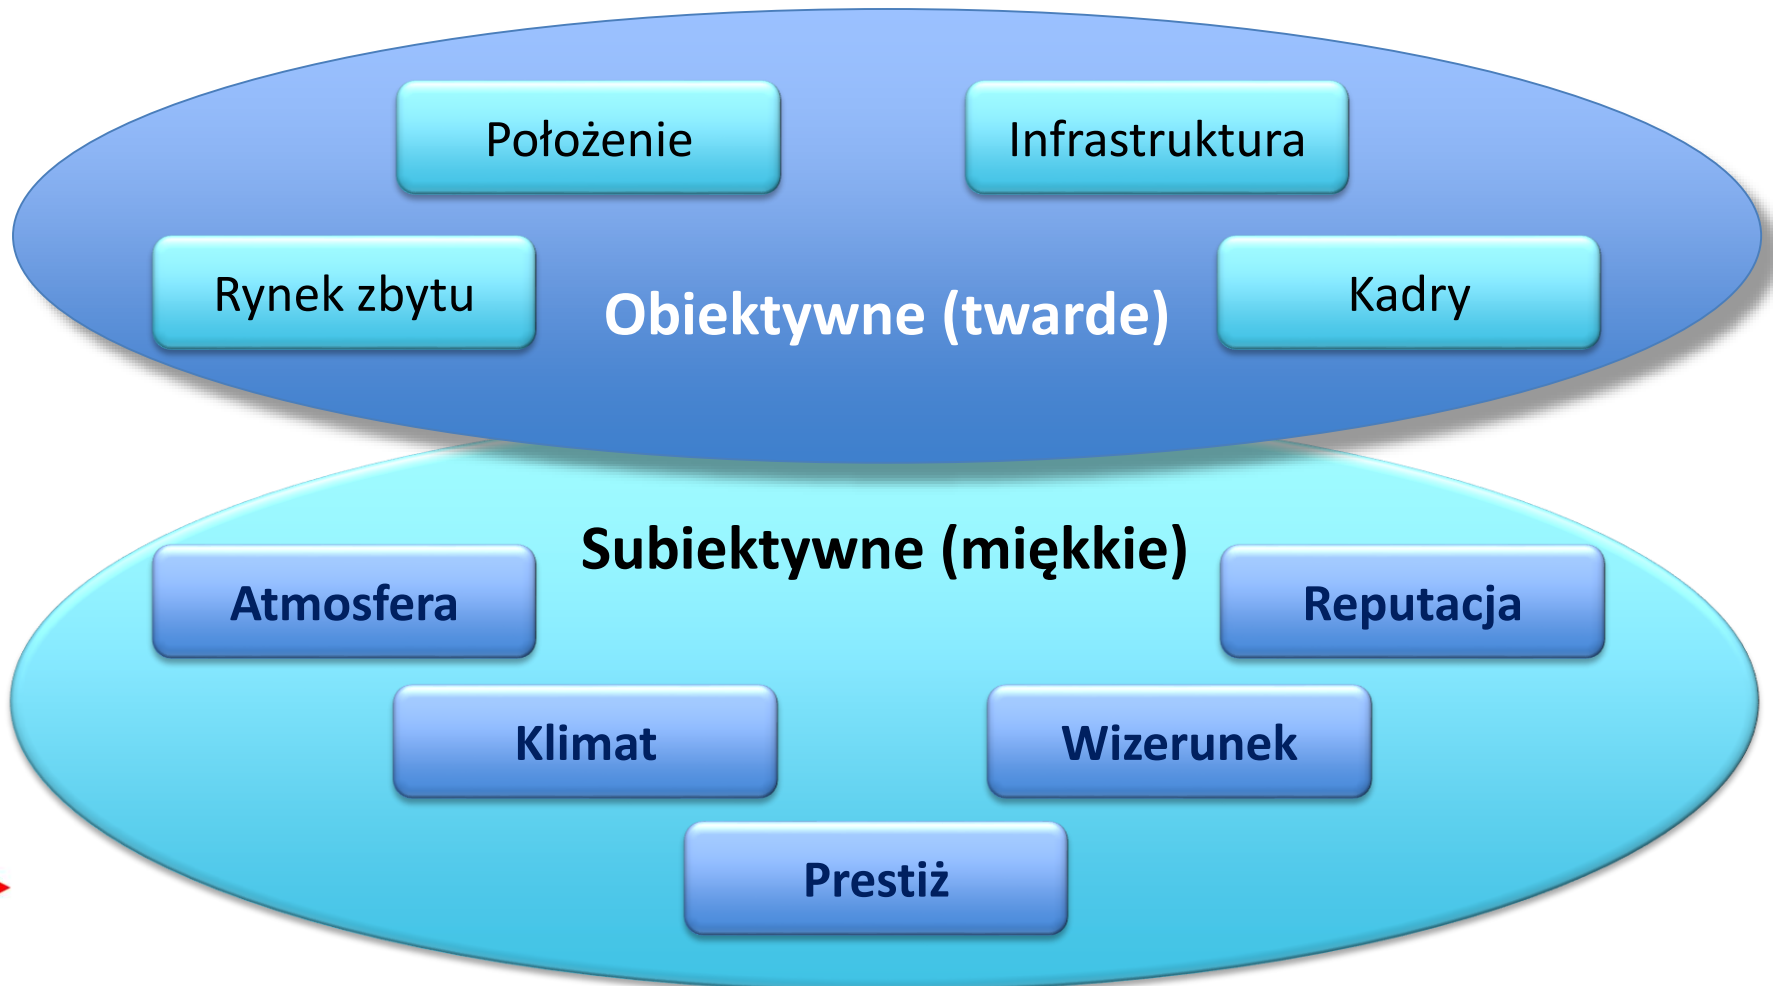 Położenie
Infrastruktura
Rynek zbytu
Obiektywne (twarde)
Kadry
Subiektywne (miękkie)
Atmosfera
Reputacja
Klimat
Wizerunek
Prestiż